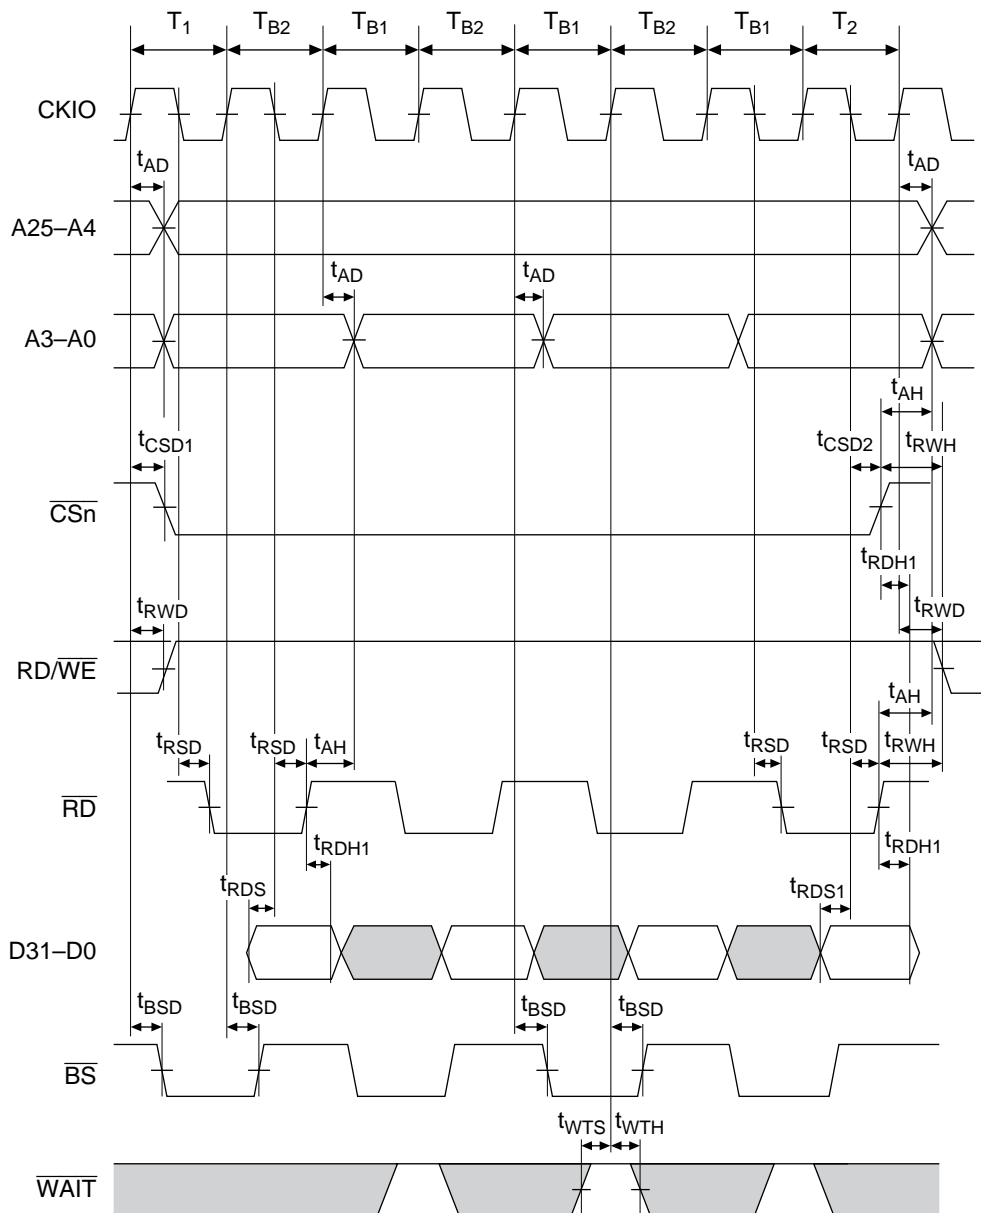 T1 TB2 TB1 TB2 TB1 TB2 TB1 T2
CKIO
tAD tAD
A25–A4
tAD tAD
A3–A0
tAH
tCSD1 tCSD2 tRWH
CSn
tRDH1
tRWD tRWD
RD/WE
tAH
tRSD tRSD tAH tRSD tRSD tRWH
RD
tRDH1 tRDH1
tRDS tRDS1
D31–D0
tBSD tBSD tBSD tBSD
BS
tWTS tWTH
WAIT